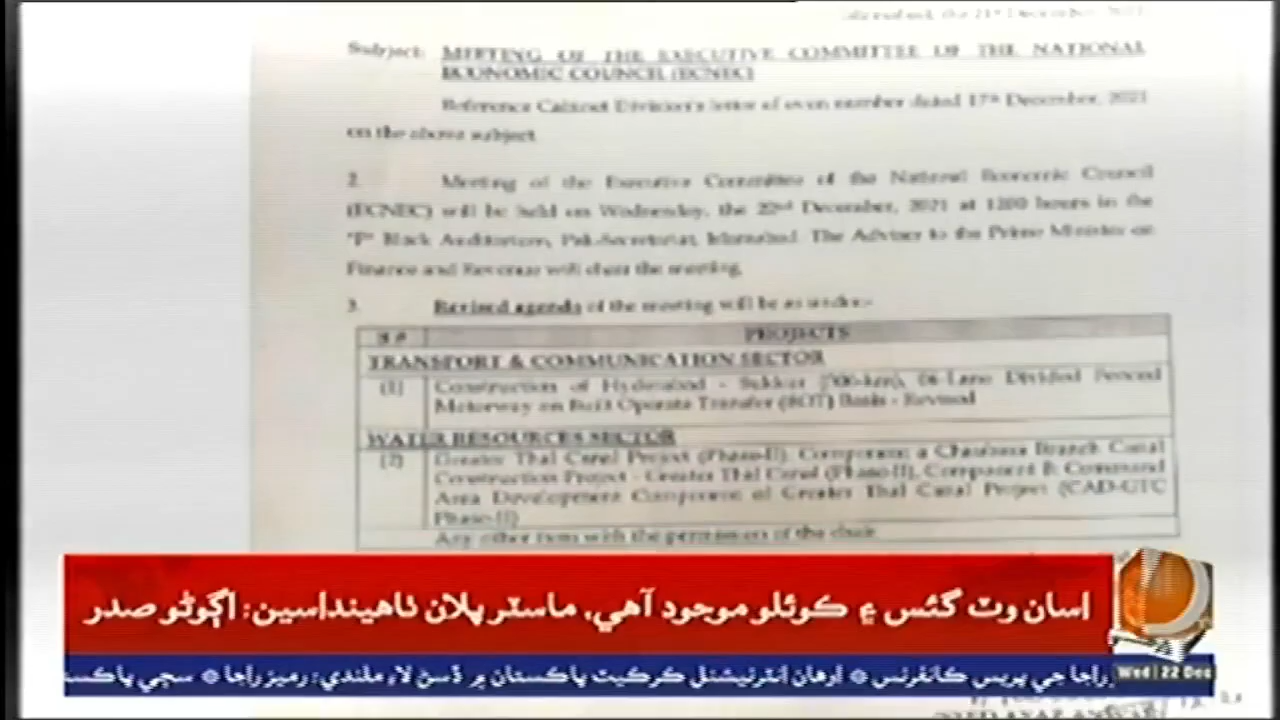 Subject: MEETING OF THE EXECUTIVE COMMITTEE OF THE NATIONAL
ECONOMIC COUNCIL (ECNEC)
Reference Cabinet Division's letter of even number dated 17th December, 2021
on the above subject
2. Meeting of the Executive Committee of the National Economic Council
(ECNEC) will be held on Wednesday, the 22nd December, 2021 at 1200 hours in the
Block Auditorium, Pak-Secretariat, Islamabad. The Adviser to the Prime Minister on
Finance and Revenue will chair the meeting.
3. Revised agenda of the meeting will be as under:-
S # PROJECTS
TRANSPORT & COMMUNICATION SECTOR
(1) Construction of Hyderabad - Sukkur 06-Lane Divided Fenced
Motorway on Built Operate Transfer (BOT) Basis - Revised
WATER RESOURCES SECTOR
(2) Greater Thal Canal Project (Phase-II), Component a Chaubara Branch Canal
Construction Project - Greater Thal Canal (Phase-II), Component B: Command
Area Development Component of Greater Thal Canal Project (CAD-GTC
Phase-II)
Any other item with the permission of the chair
اسان وٽ گئس ۽ ڪوئلو موجود آهي، ماسٽر پلان ٺاهينداسين: اڳوڻو صدر
راجا جي پريس ڪانفرنس ※ اوهان انٽرنيشنل ڪرڪيٽ پاڪستان ۾ ڏسڻ لاءِ ملندي: رميز راجا ※ سڄي پاڪست
Wed | 22 Dec